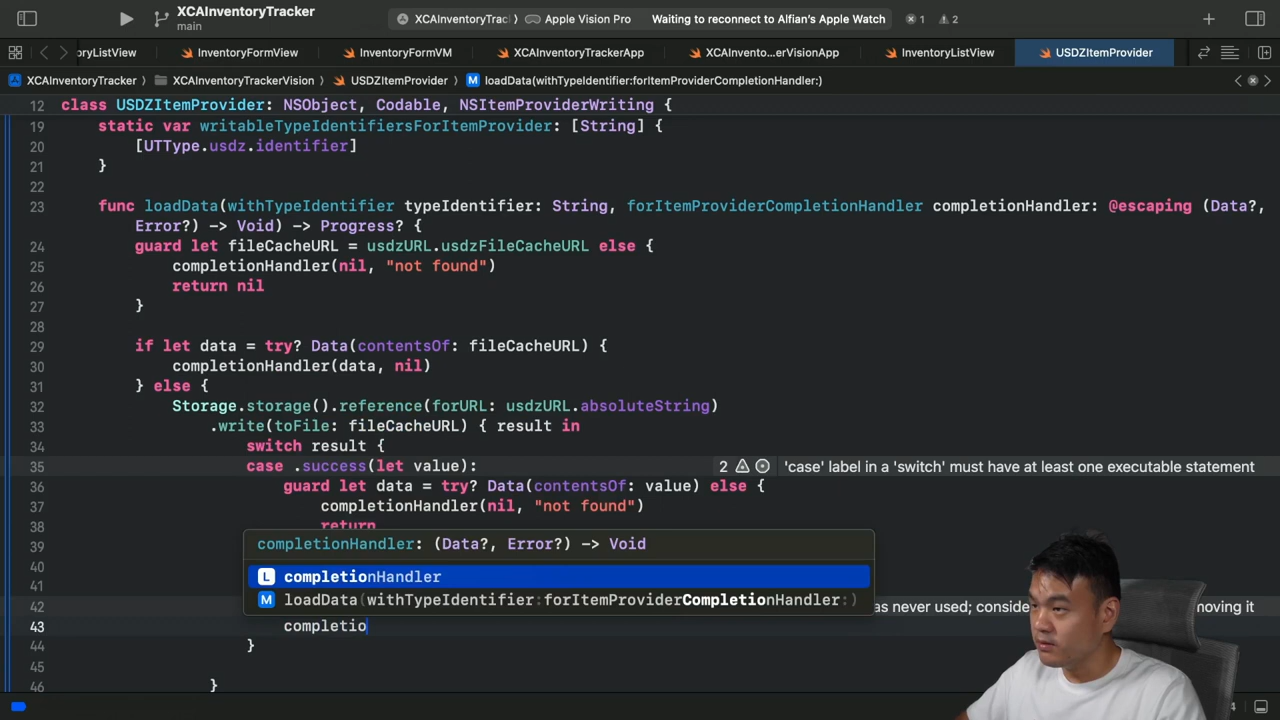 XCAInventoryTracker
main
XCAInventoryTrac
Apple Vision Pro
Waiting to reconnect to Alfian's Apple Watch
1
2
oryListView
InventoryFormView
InventoryFormVM
XCAInventoryTrackerApp
XCAInvento...erVisionApp
InventoryListView
USDZItemProvider
XCAInventoryTracker
XCAInventoryTrackerVision
USDZItemProvider
M loadData(withTypeIdentifier:forItemProviderCompletionHandler:)
12 class USDZItemProvider: NSObject, Codable, NSItemProviderWriting {
19 static var writableTypeIdentifiersForItemProvider: [String] {
20 [UTType.usdz.identifier]
21 }
22
23 func loadData(withTypeIdentifier typeIdentifier: String, forItemProviderCompletionHandler completionHandler: @escaping (Data?,
Error?) -> Void) -> Progress? {
24 guard let fileCacheURL = usdzURL.usdzFileCacheURL else {
25 completionHandler(nil, "not found")
26 return nil
27 }
28
29 if let data = try? Data(contentsOf: fileCacheURL) {
30 completionHandler(data, nil)
31 } else {
32 Storage.storage().reference(forURL: usdzURL.absoluteString)
33 .write(toFile: fileCacheURL) { result in
34 switch result {
35 case .success(let value):
2 'case' label in a 'switch' must have at least one executable statement
36 guard let data = try? Data(contentsOf: value) else {
37 completionHandler(nil, "not found")
38 return
39
completionHandler: (Data?, Error?) -> Void
40
L completionHandler
41
M loadData(withTypeIdentifier:forItemProviderCompletionHandler:)
42 as never used; conside
moving it
43 completio
44 }
45
46 }